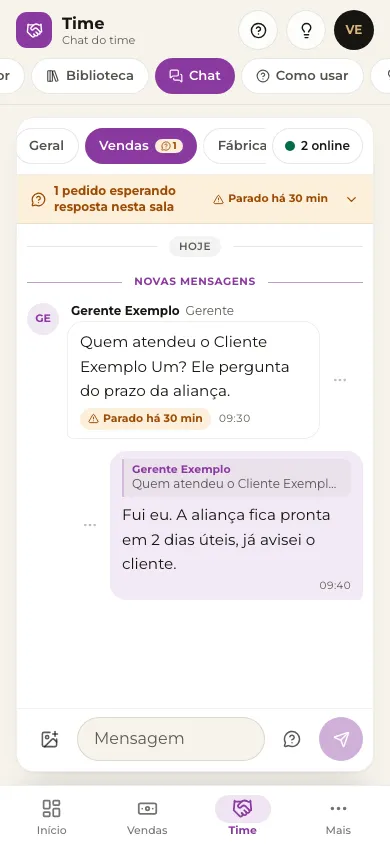 Time
Chat do time
VE
or
Biblioteca
Chat
Como usar
Geral
Vendas
1
Fábrica
2 online
1 pedido esperando
resposta nesta sala
Parado há 30 min
HOJE
NOVAS MENSAGENS
GE
Gerente Exemplo Gerente
Quem atendeu o Cliente
Exemplo Um? Ele pergunta
do prazo da aliança.
Parado há 30 min 09:30
Gerente Exemplo
Quem atendeu o Cliente Exempl...
Fui eu. A aliança fica pronta
em 2 dias úteis, já avisei o
cliente.
09:40
Mensagem
Início
Vendas
Time
Mais